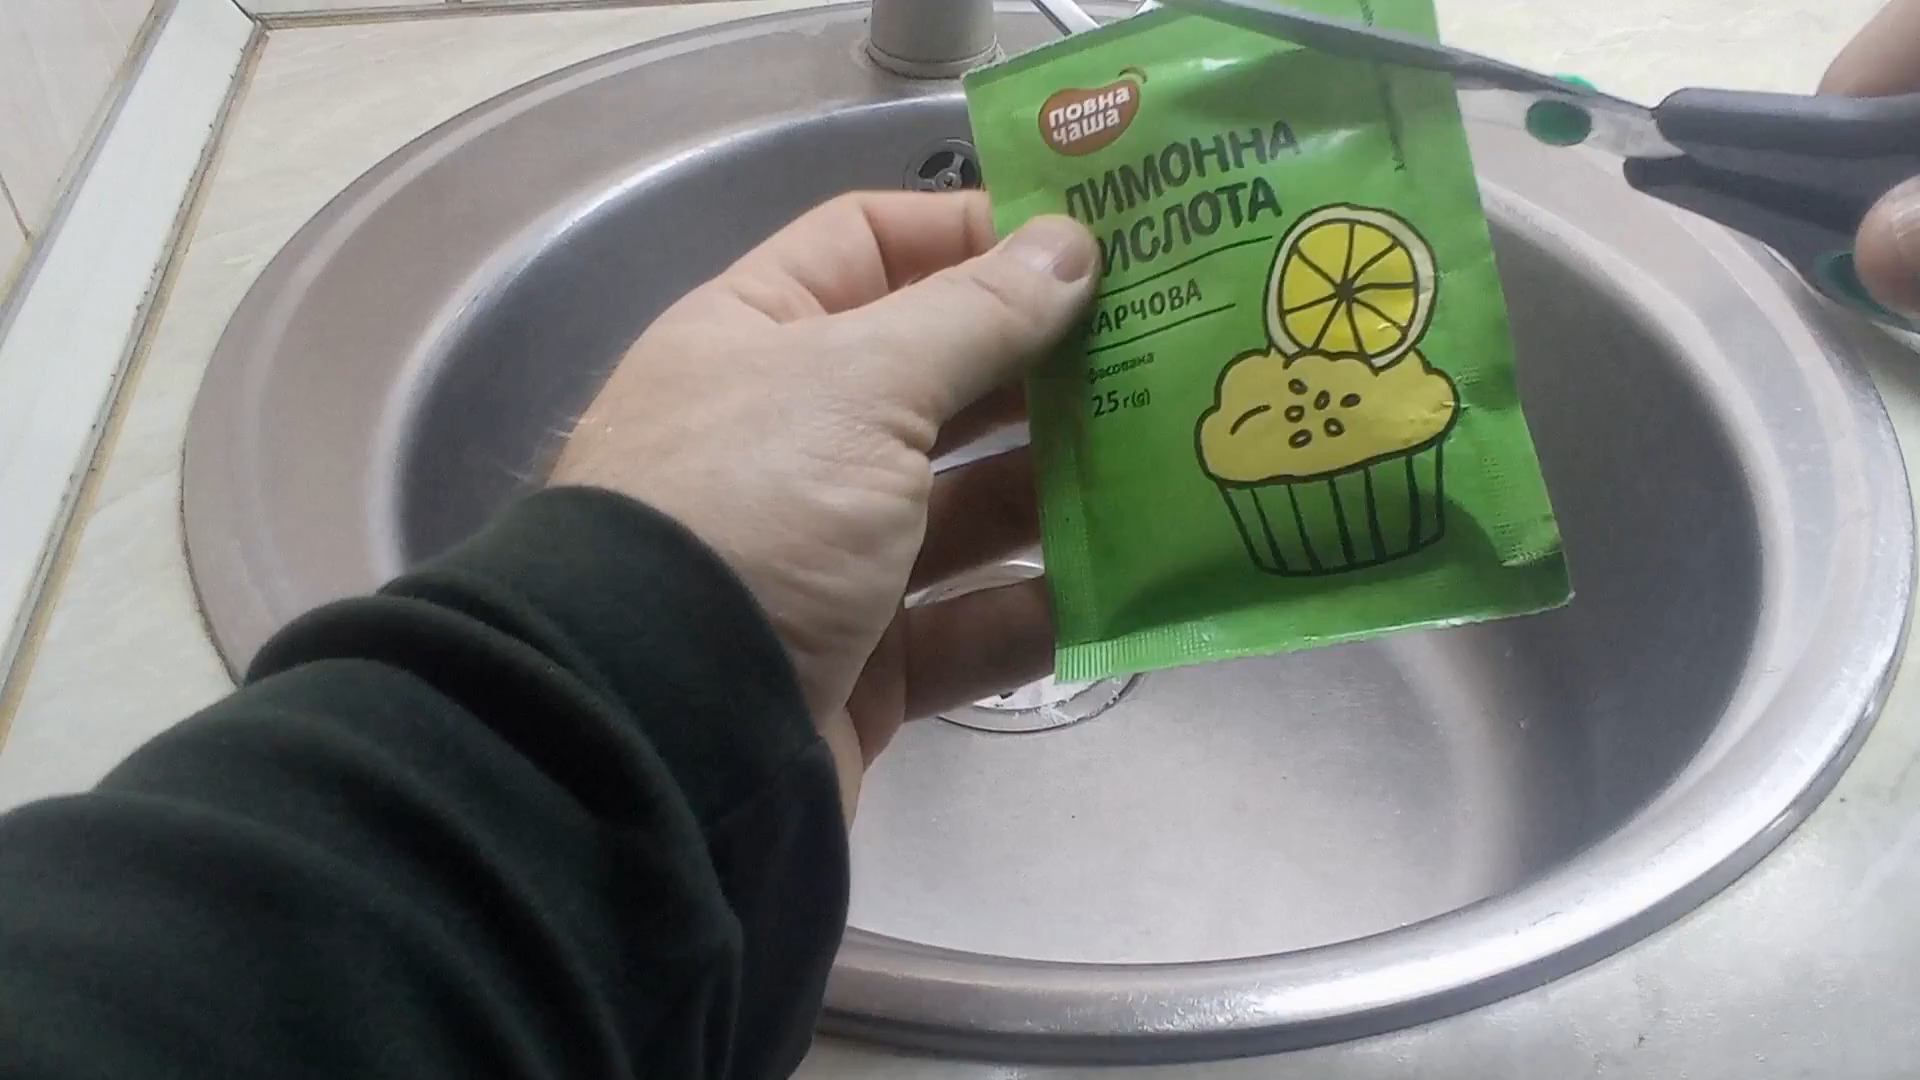 повна
чаша
ЛИМОННА
КИСЛОТА
ХАРЧОВА
фасована
25 г(g)